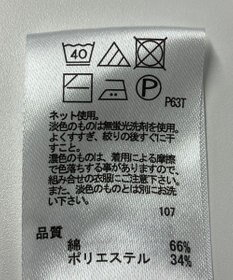 40
P
P63T
ネット使用。
淡色のものは無蛍光洗剤を使用。
よくすすぎ、絞りの後すぐに干
すこと。
濃色のものは、着用による摩擦
で色落ちする事がありますので、
組み合せの衣服にご注意下さい。
また、淡色のものとは別にお洗
い下さい。
107
品質
綿 66%
ポリエステル 34%